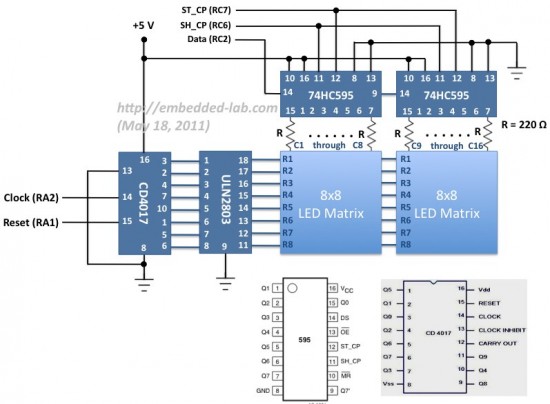 ST_CP (RC7)
SH_CP (RC6)
Data (RC2)
+5 V
10 16 11 12 8 13
10 16 11 12 8 13
14 74HC595 9
14 74HC595
15 1 2 3 4 5 6 7
15 1 2 3 4 5 6 7
http://embedded-lab.com
(May 18, 2011)
R . . . . . . R
R . . . . . . R
R = 220 Ω
C1 through C8
C9 through C16
16
13
Clock (RA2) 14
Reset (RA1) 15
CD4017
8
3
2
4
7
10
1
5
6
1
2
3
4
5
6
7
8
ULN2803
9
18
17
16
15
14
13
12
11
R1
R2
R3
R4
R5
R6
R7
R8
8x8
LED Matrix
R1
R2
R3
R4
R5
R6
R7
R8
8x8
LED Matrix
Q1 1 16 VCC
Q2 2 15 Q0
Q3 3 14 DS
Q4 4 13 OE
Q5 5 595 12 ST_CP
Q6 6 11 SH_CP
Q7 7 10 MR
GND 8 9 Q7'
Q5 1 16 Vdd
Q1 2 15 RESET
Q0 3 14 CLOCK
Q2 4 CD 4017 13 CLOCK INHIBIT
Q6 5 12 CARRY OUT
Q7 6 11 Q9
Q3 7 10 Q4
Vss 8 9 Q8